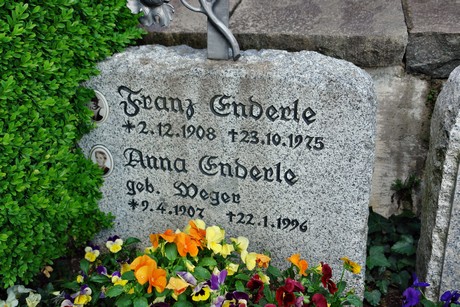 Franz Enderle
*2.12.1908 †23.10.1975
Anna Enderle
geb. Weger
*9.4.1907 †22.1.1996